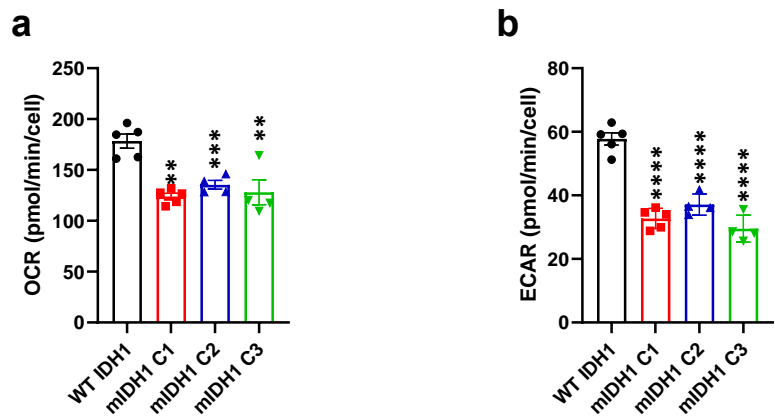 a
OCR (pmol/min/cell)
250
200
150
100
50
0
**
***
**
WT IDH1
mIDH1 C1
mIDH1 C2
mIDH1 C3
b
ECAR (pmol/min/cell)
80
60
40
20
0
****
****
****
WT IDH1
mIDH1 C1
mIDH1 C2
mIDH1 C3